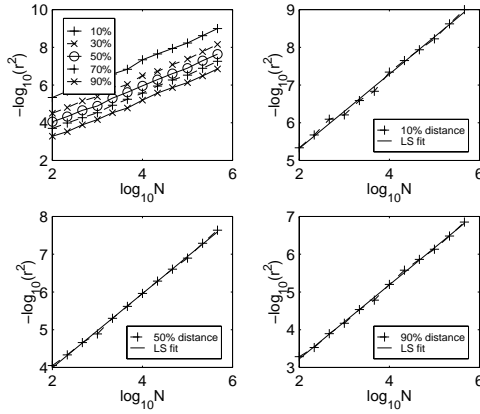 10
8
6
4
2
2
4
6
−log10(r²)
log10N
10%
30%
50%
70%
90%
9
8
7
6
5
2
4
6
−log10(r²)
log10N
10% distance
LS fit
8
7
6
5
4
2
4
6
−log10(r²)
log10N
50% distance
LS fit
7
6
5
4
3
2
4
6
−log10(r²)
log10N
90% distance
LS fit